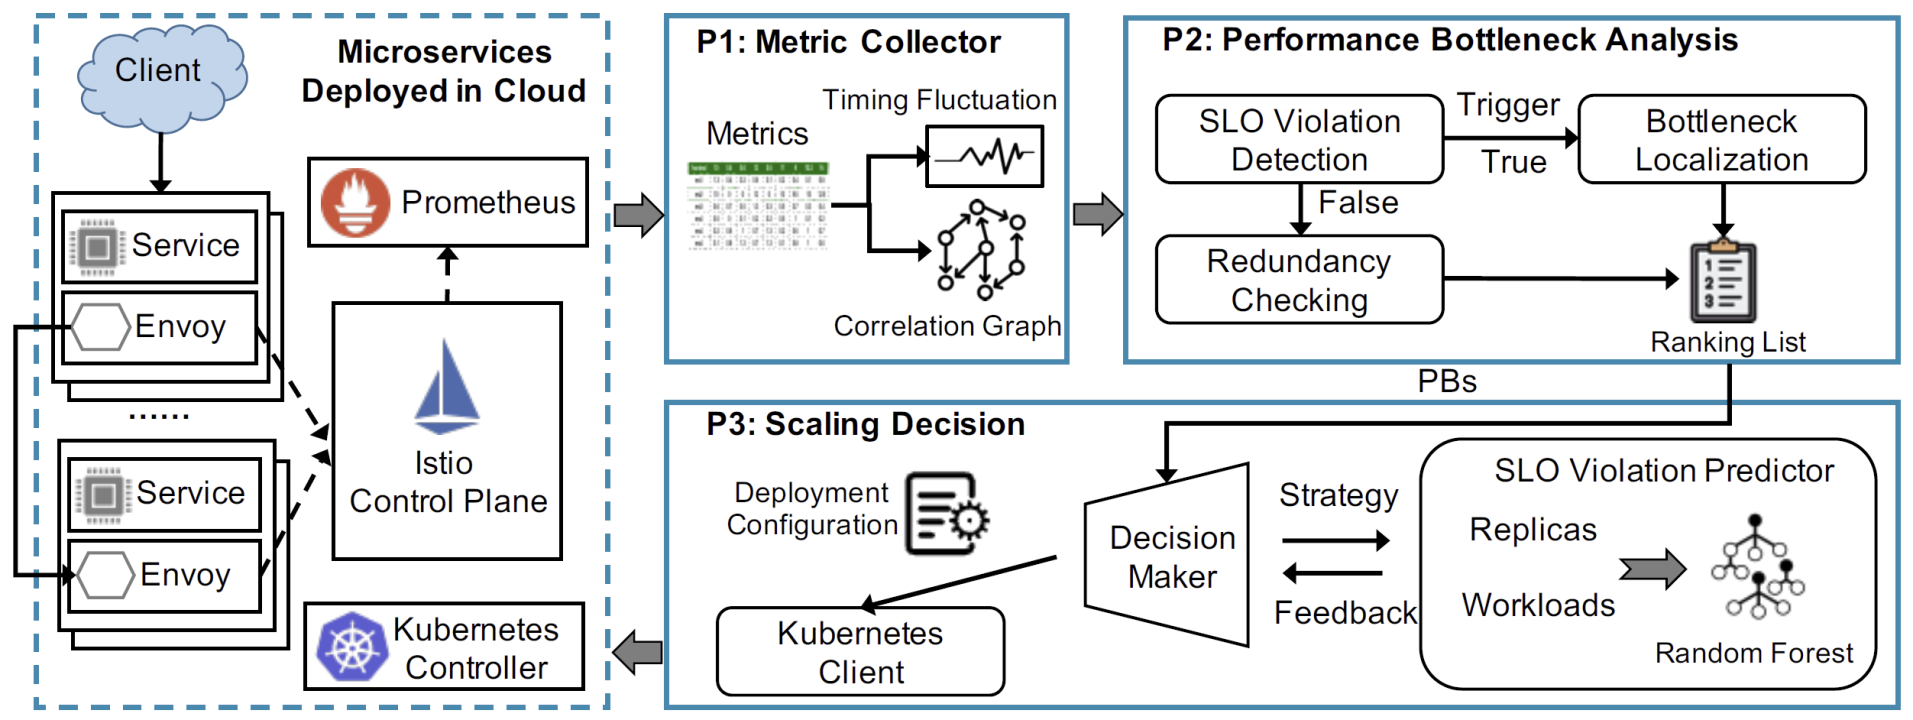 Client
Microservices
Deployed in Cloud
Service
Envoy
......
Service
Envoy
Prometheus
Istio
Control Plane
Kubernetes
Controller
P1: Metric Collector
Metrics
Timing Fluctuation
Correlation Graph
P2: Performance Bottleneck Analysis
SLO Violation
Detection
Trigger
True
Bottleneck
Localization
False
Redundancy
Checking
1
2
3
Ranking List
PBs
P3: Scaling Decision
Deployment
Configuration
Kubernetes
Client
Decision
Maker
Strategy
Feedback
SLO Violation Predictor
Replicas
Workloads
Random Forest